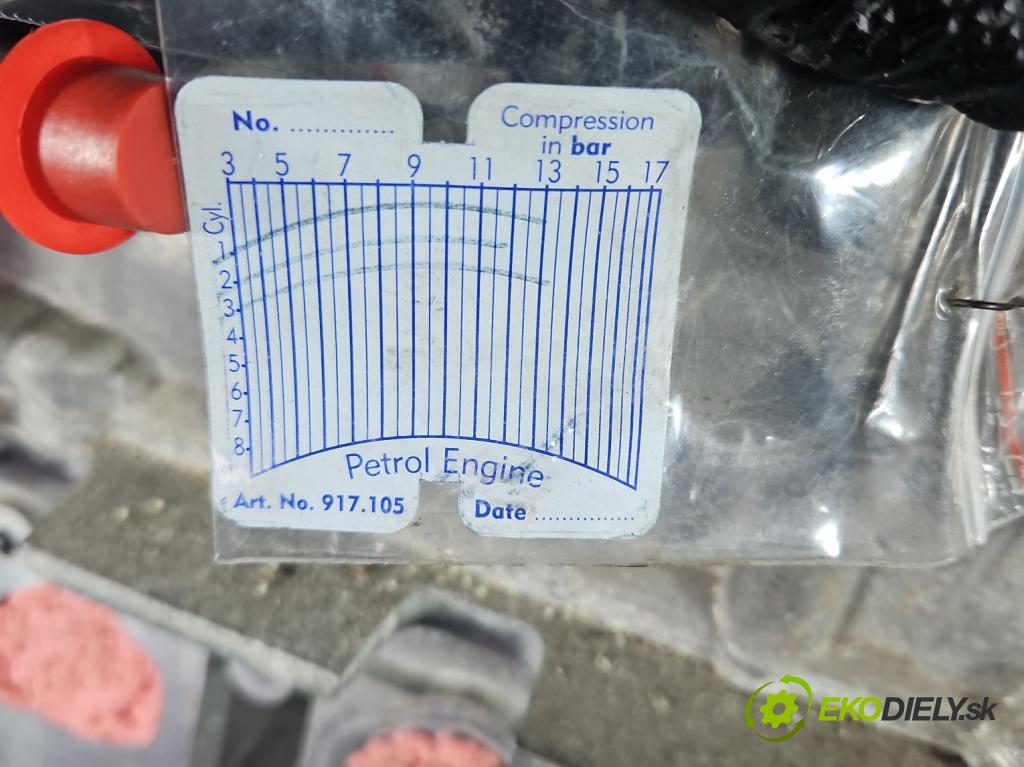 No. ..............
Compression
in bar
3 5 7 9 11 13 15 17
Cyl.
1
2
3
4
5
6
7
8
Petrol Engine
Art. No. 917.105
Date ..............
EKODIELY.sk